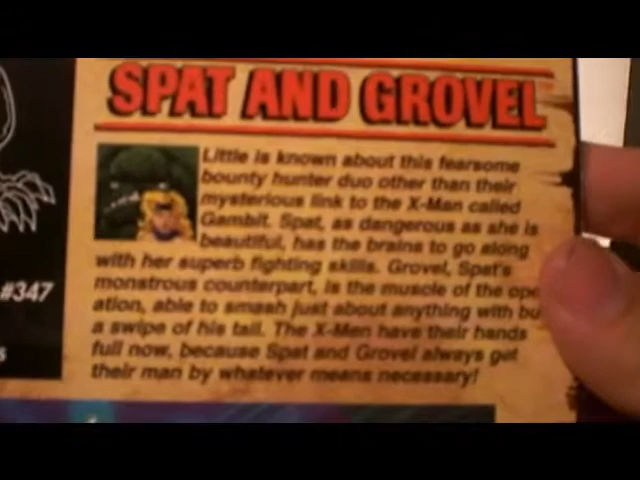 SPAT AND GROVEL
Little is known about this fearsome
bounty hunter duo other than their
mysterious link to the X-Man called
Gambit. Spat, as dangerous as she is
beautiful, has the brains to go along
with her superb fighting skills. Grovel, Spat's
monstrous counterpart, is the muscle of the ope
ation, able to smash just about anything with bu
a swipe of his tail. The X-Men have their hands
full now, because Spat and Grovel always get
their man by whatever means necessary!
#347
s